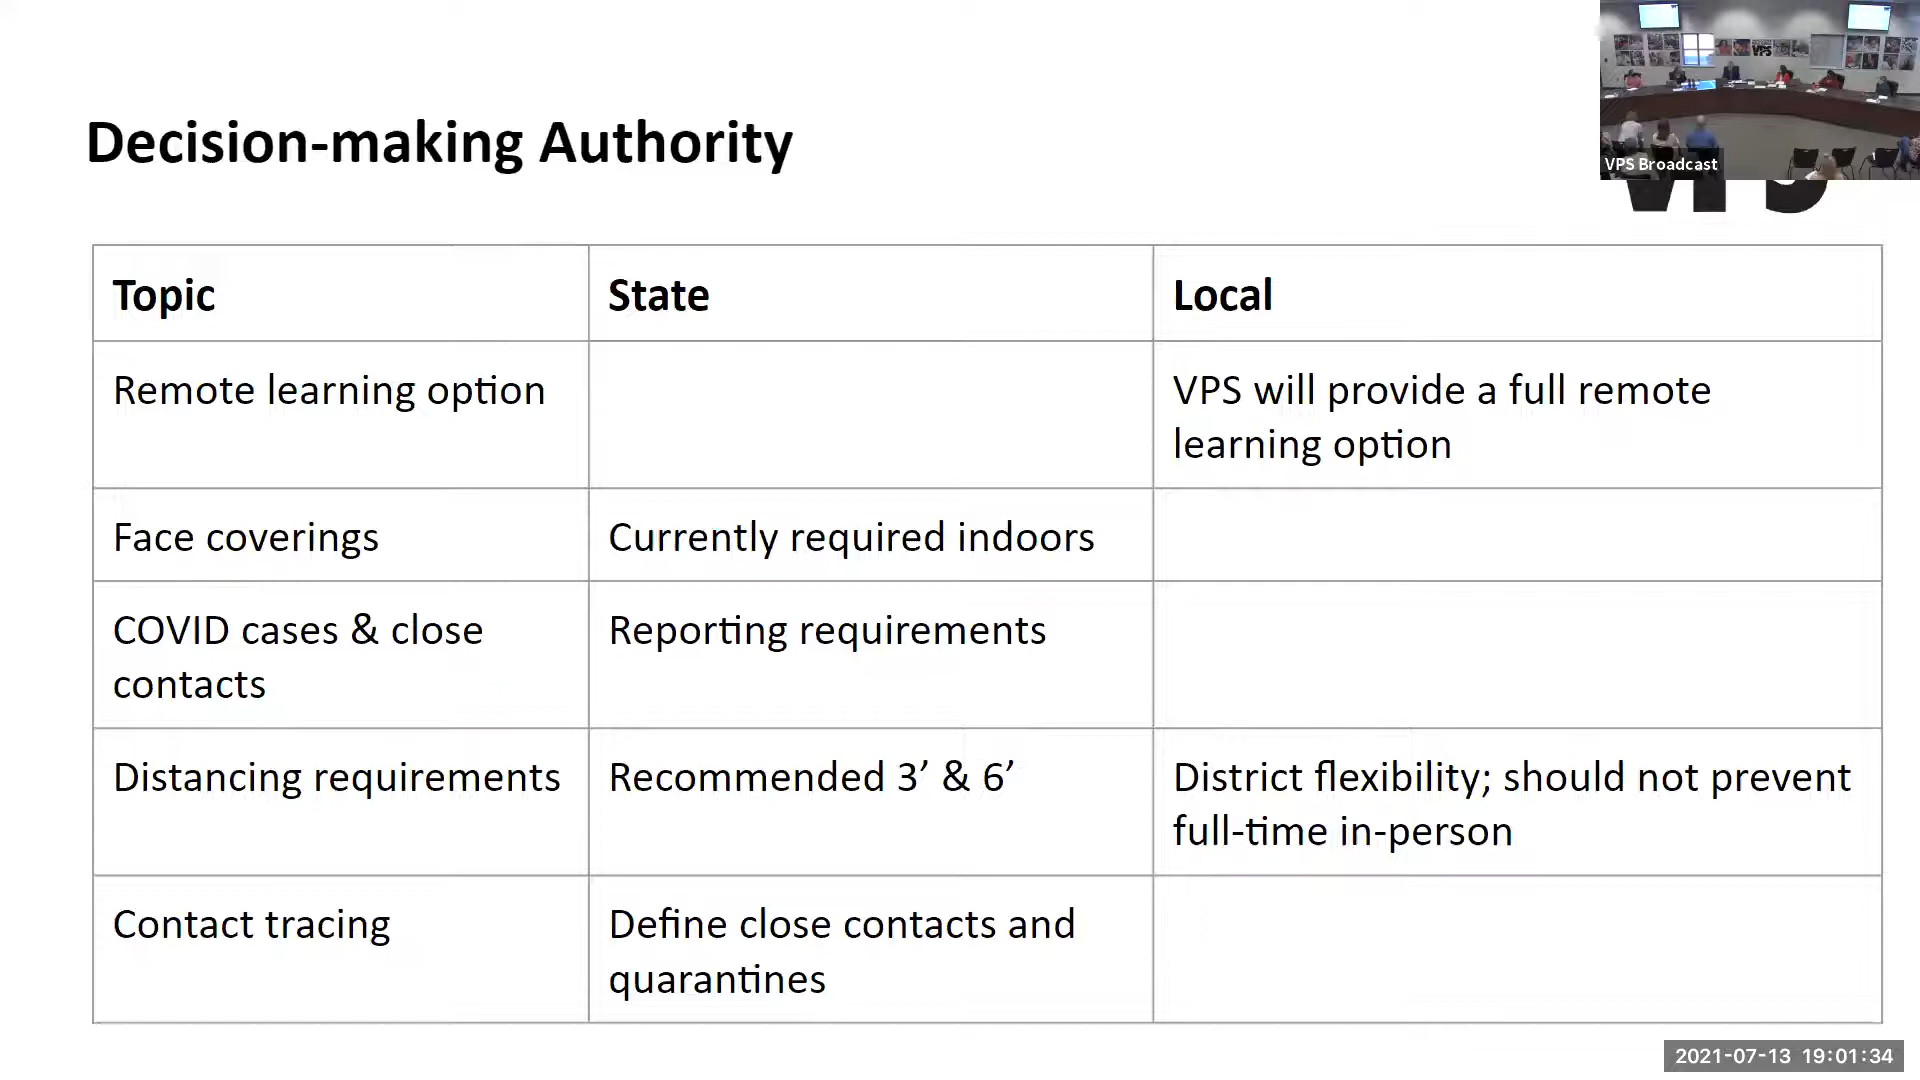 VPS
VPS Broadcast
Decision-making Authority
Topic
State
Local
Remote learning option
VPS will provide a full remote
learning option
Face coverings
Currently required indoors
COVID cases & close
contacts
Reporting requirements
Distancing requirements
Recommended 3’ & 6’
District flexibility; should not prevent
full-time in-person
Contact tracing
Define close contacts and
quarantines
2021-07-13 19:01:34